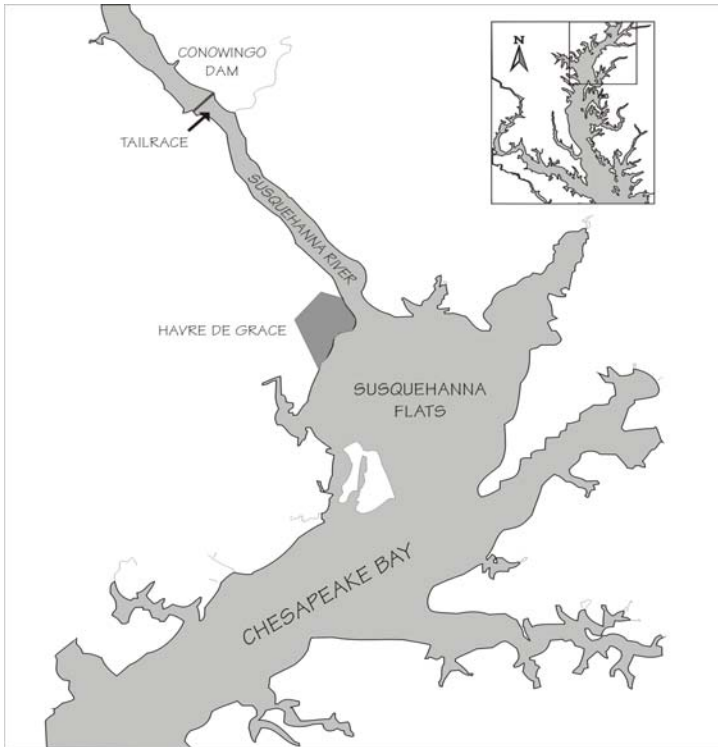 CONOWINGO
DAM
N
TAILRACE
SUSQUEHANNA RIVER
HAVRE DE GRACE
SUSQUEHANNA
FLATS
CHESAPEAKE BAY